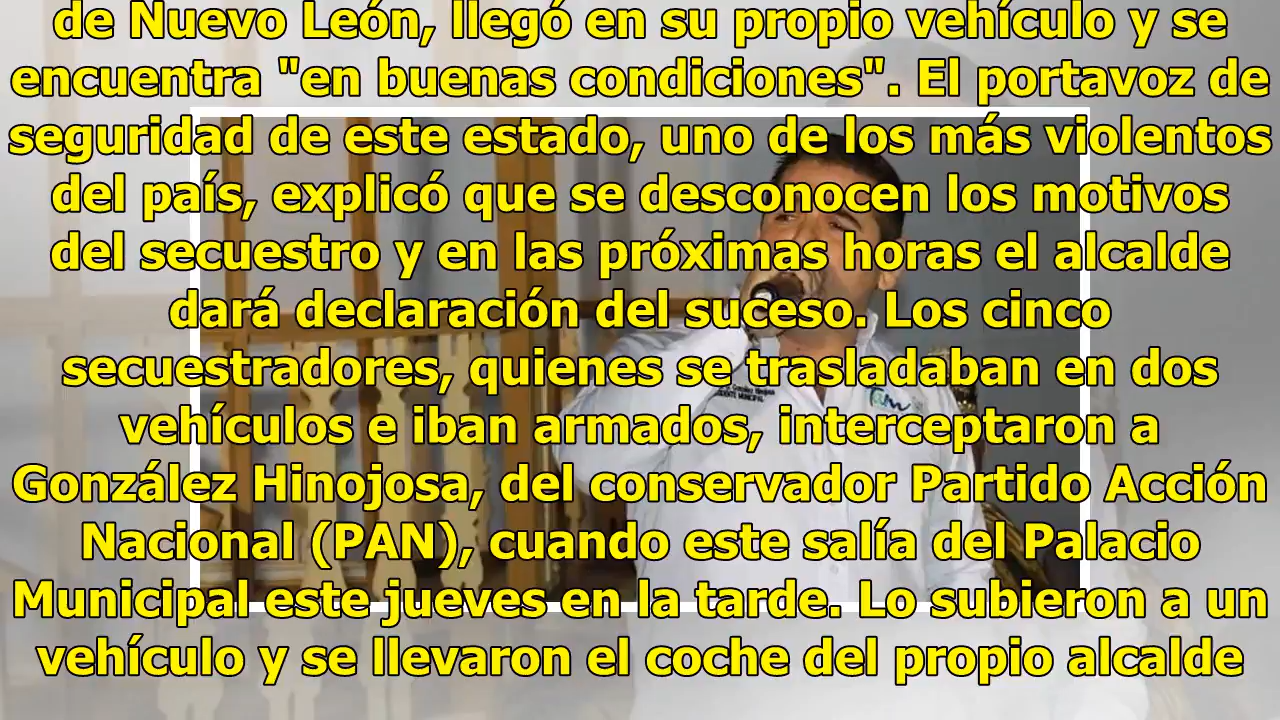 de Nuevo León, llegó en su propio vehículo y se
encuentra "en buenas condiciones". El portavoz de
seguridad de este estado, uno de los más violentos
del país, explicó que se desconocen los motivos
del secuestro y en las próximas horas el alcalde
dará declaración del suceso. Los cinco
secuestradores, quienes se trasladaban en dos
vehículos e iban armados, interceptaron a
González Hinojosa, del conservador Partido Acción
Nacional (PAN), cuando este salía del Palacio
Municipal este jueves en la tarde. Lo subieron a un
vehículo y se llevaron el coche del propio alcalde